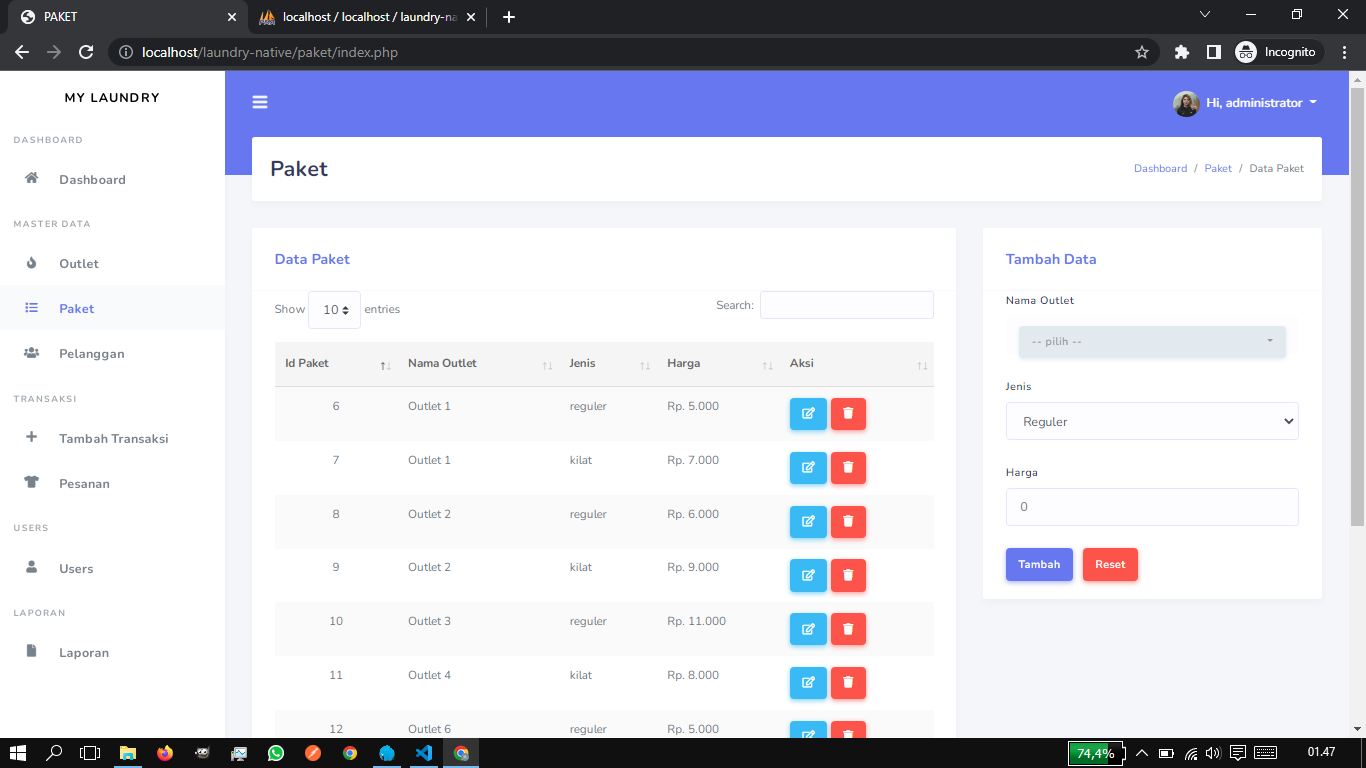 PAKET
localhost / localhost / laundry-na
localhost/laundry-native/paket/index.php
Incognito
MY LAUNDRY
Hi, administrator
DASHBOARD
Dashboard
MASTER DATA
Outlet
Paket
Pelanggan
TRANSAKSI
Tambah Transaksi
Pesanan
USERS
Users
LAPORAN
Laporan
Paket
Dashboard / Paket / Data Paket
Data Paket
Show 10 entries
Search:
Id Paket Nama Outlet Jenis Harga Aksi
6 Outlet 1 reguler Rp. 5.000
7 Outlet 1 kilat Rp. 7.000
8 Outlet 2 reguler Rp. 6.000
9 Outlet 2 kilat Rp. 9.000
10 Outlet 3 reguler Rp. 11.000
11 Outlet 4 kilat Rp. 8.000
12 Outlet 6 reguler Rp. 5.000
Tambah Data
Nama Outlet
-- pilih --
Jenis
Reguler
Harga
0
Tambah Reset
74,4%
01.47